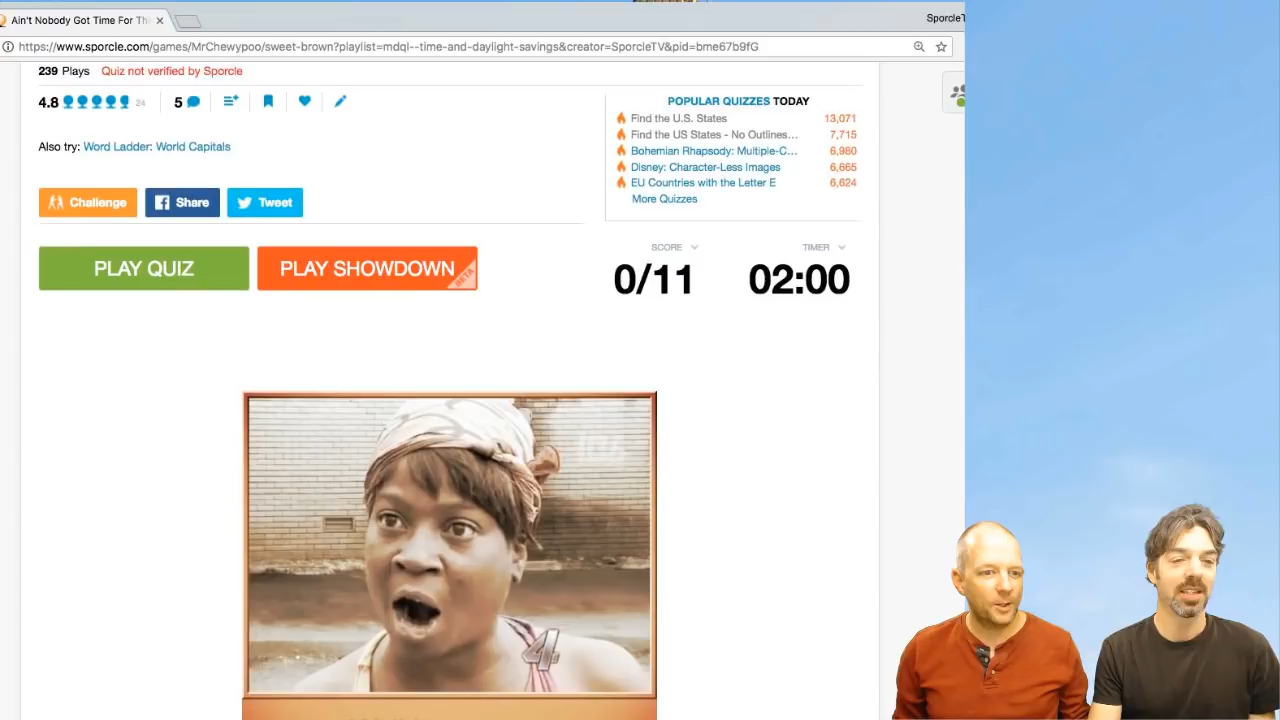 Ain't Nobody Got Time For Thi
SporcleT
https://www.sporcle.com/games/MrChewypoo/sweet-brown?playlist=mdql--time-and-daylight-savings&creator=SporcleTV&pid=bme67b9fG
239 Plays Quiz not verified by Sporcle
4.8 24 5
Also try: Word Ladder: World Capitals
POPULAR QUIZZES TODAY
Find the U.S. States 13,071
Find the US States - No Outlines... 7,715
Bohemian Rhapsody: Multiple-C... 6,980
Disney: Character-Less Images 6,665
EU Countries with the Letter E 6,624
More Quizzes
Challenge Share Tweet
PLAY QUIZ PLAY SHOWDOWN BETA
SCORE TIMER
0/11 02:00
4